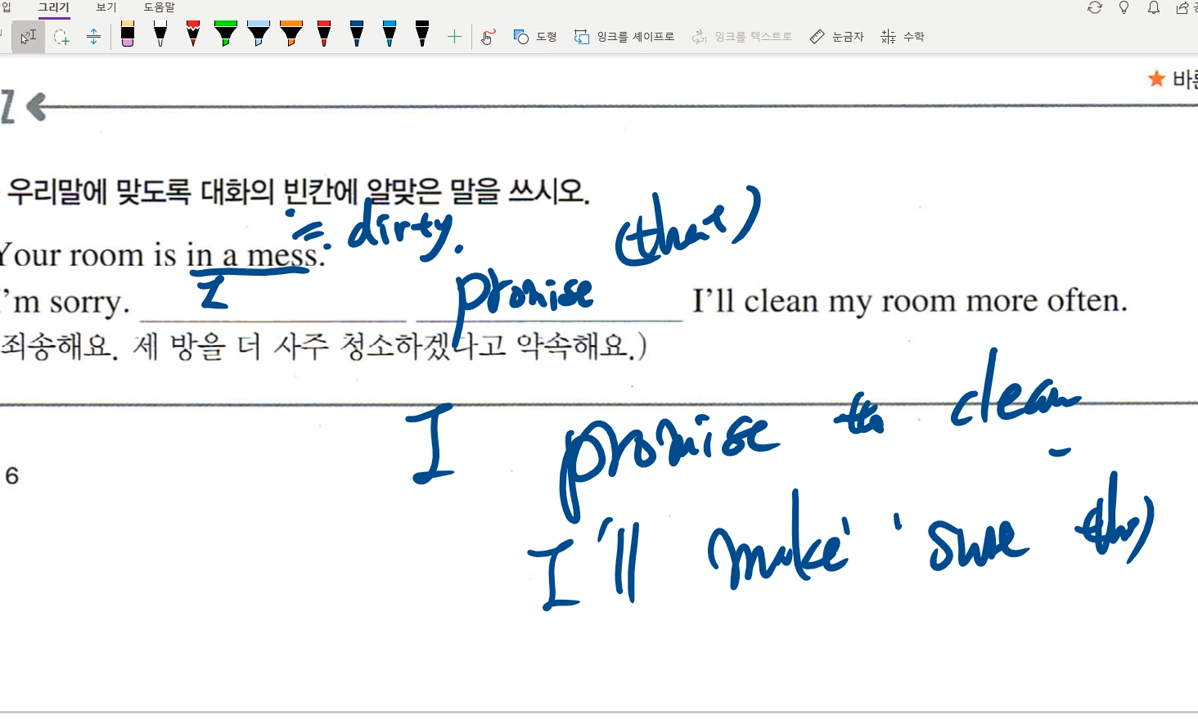 입 그리기 보기 도움말
도형 잉크를 셰이프로 잉크를 텍스트로 눈금자 수학
★ 바른
Z
우리말에 맞도록 대화의 빈칸에 알맞은 말을 쓰시오.
= dirty. (that)
Your room is in a mess.
I promise
I'm sorry. I'll clean my room more often.
죄송해요. 제 방을 더 자주 청소하겠다고 약속해요.)
I promise to clean
6
I'll make sure